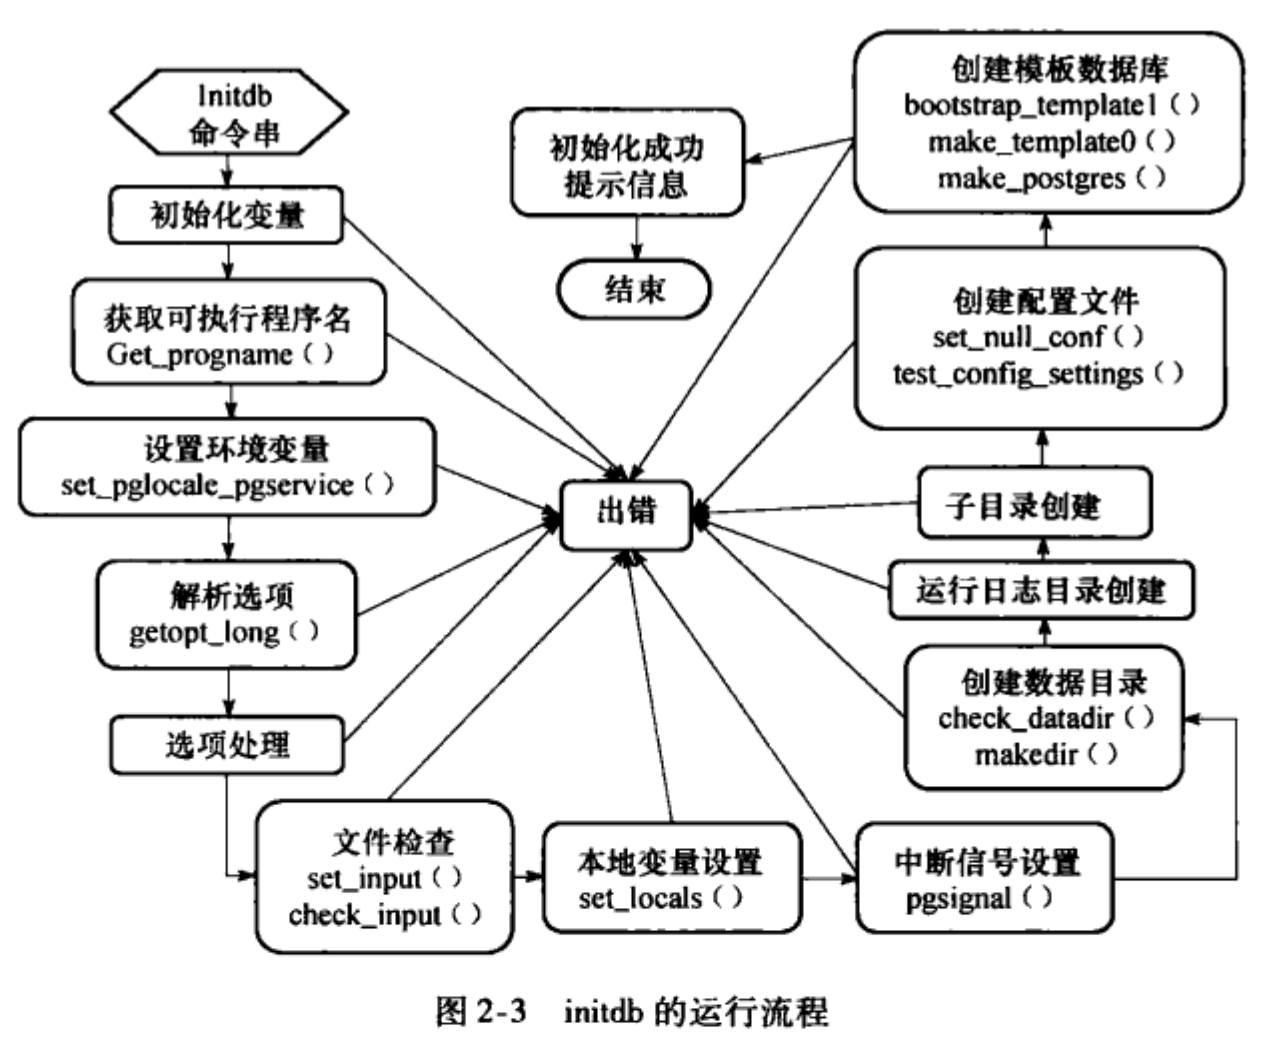 Initdb
命令串
初始化变量
获取可执行程序名
Get_progname（）
设置环境变量
set_pglocale_pgservice（）
解析选项
getopt_long（）
选项处理
文件检查
set_input（）
check_input（）
本地变量设置
set_locals（）
中断信号设置
pgsignal（）
创建数据目录
check_datadir（）
makedir（）
运行日志目录创建
子目录创建
创建配置文件
set_null_conf（）
test_config_settings（）
创建模板数据库
bootstrap_template1（）
make_template0（）
make_postgres（）
初始化成功
提示信息
结束
出错
图 2-3 initdb 的运行流程